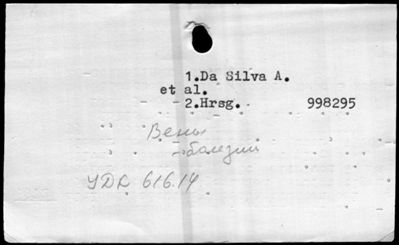 1.Da Silva A.
et al.
2.Hrsg. 998295
Вены
- болезни
УДК 616.14